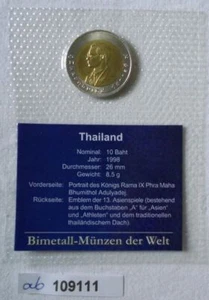 Thailand
Nominal: 10 Baht
Jahr: 1998
Durchmesser: 26 mm
Gewicht: 8,5 g
Vorderseite: Porträt des Königs Rama IX Phra Maha
Bhumithol Adulyadej
Rückseite: Emblem der 13. Asienspiele (bestehend
aus dem Buchstaben „A" für „Asien"
und „Athleten" und dem traditionellen
thailändischem Dach).
Bimetall-Münzen der Welt
ab 109111